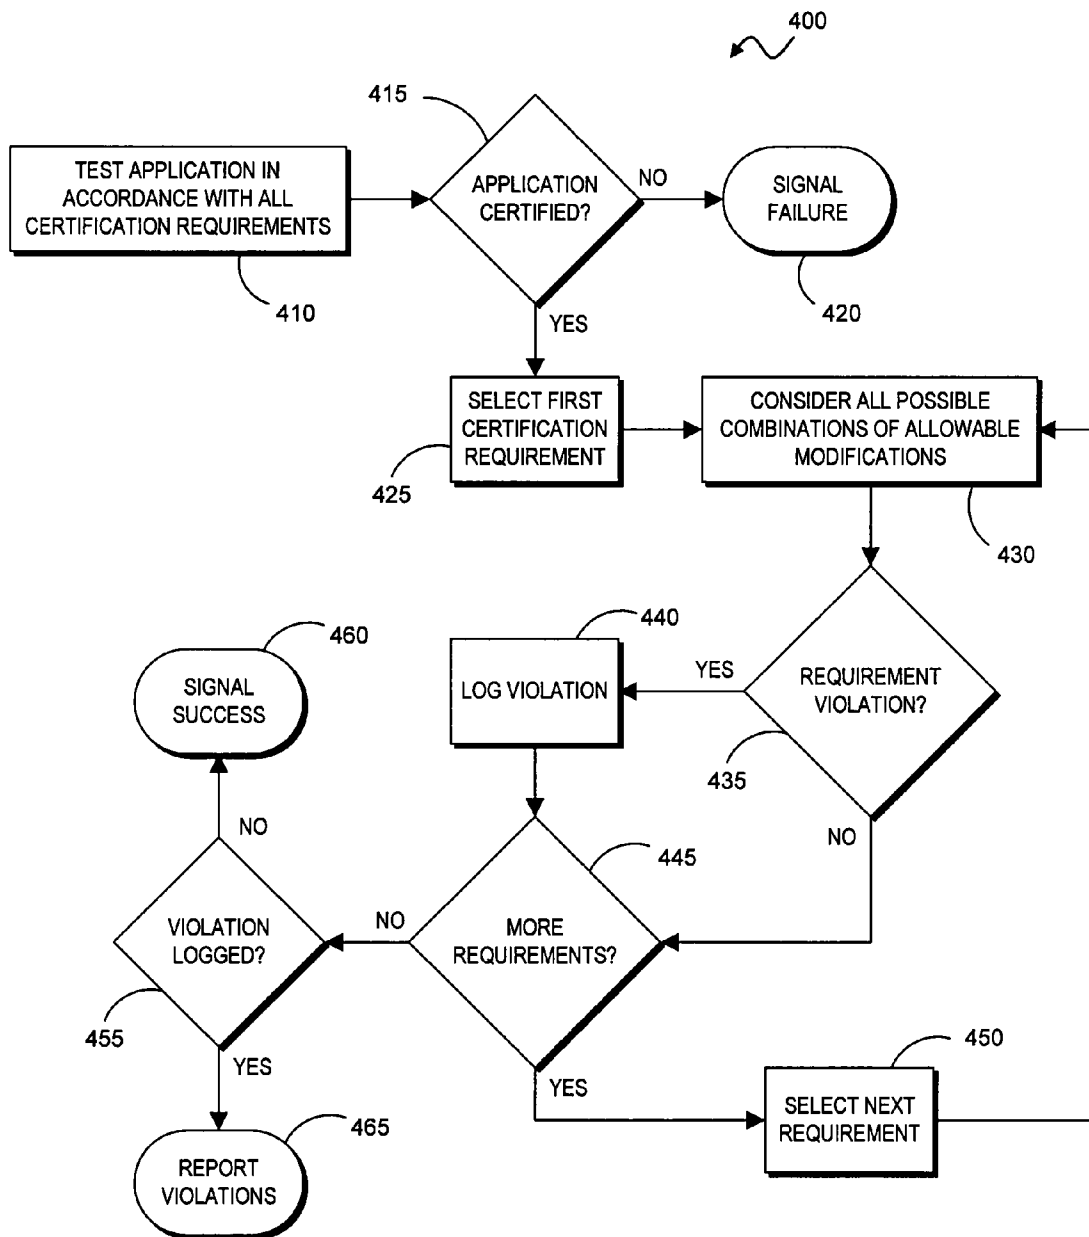 400
415
TEST APPLICATION IN
ACCORDANCE WITH ALL
CERTIFICATION REQUIREMENTS
410
APPLICATION
CERTIFIED?
NO
SIGNAL
FAILURE
420
YES
SELECT FIRST
CERTIFICATION
REQUIREMENT
425
CONSIDER ALL POSSIBLE
COMBINATIONS OF ALLOWABLE
MODIFICATIONS
430
REQUIREMENT
VIOLATION?
435
YES
NO
440
LOG VIOLATION
445
MORE
REQUIREMENTS?
NO
YES
450
SELECT NEXT
REQUIREMENT
VIOLATION
LOGGED?
455
NO
460
SIGNAL
SUCCESS
YES
465
REPORT
VIOLATIONS